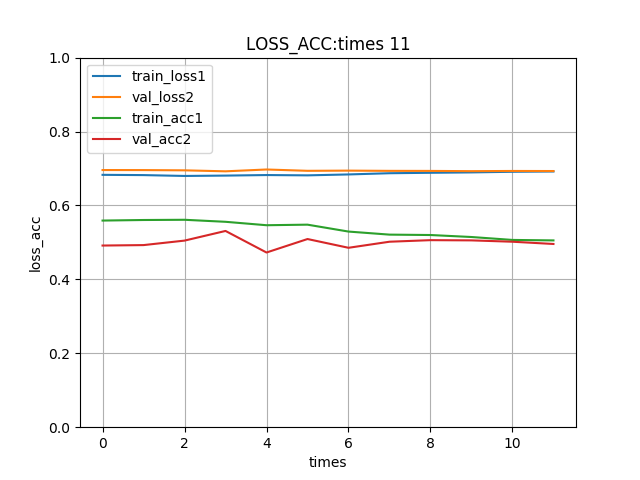 LOSS_ACC:times 11
1.0
0.8
0.6
0.4
0.2
0.0
loss_acc
train_loss1
val_loss2
train_acc1
val_acc2
0 2 4 6 8 10
times